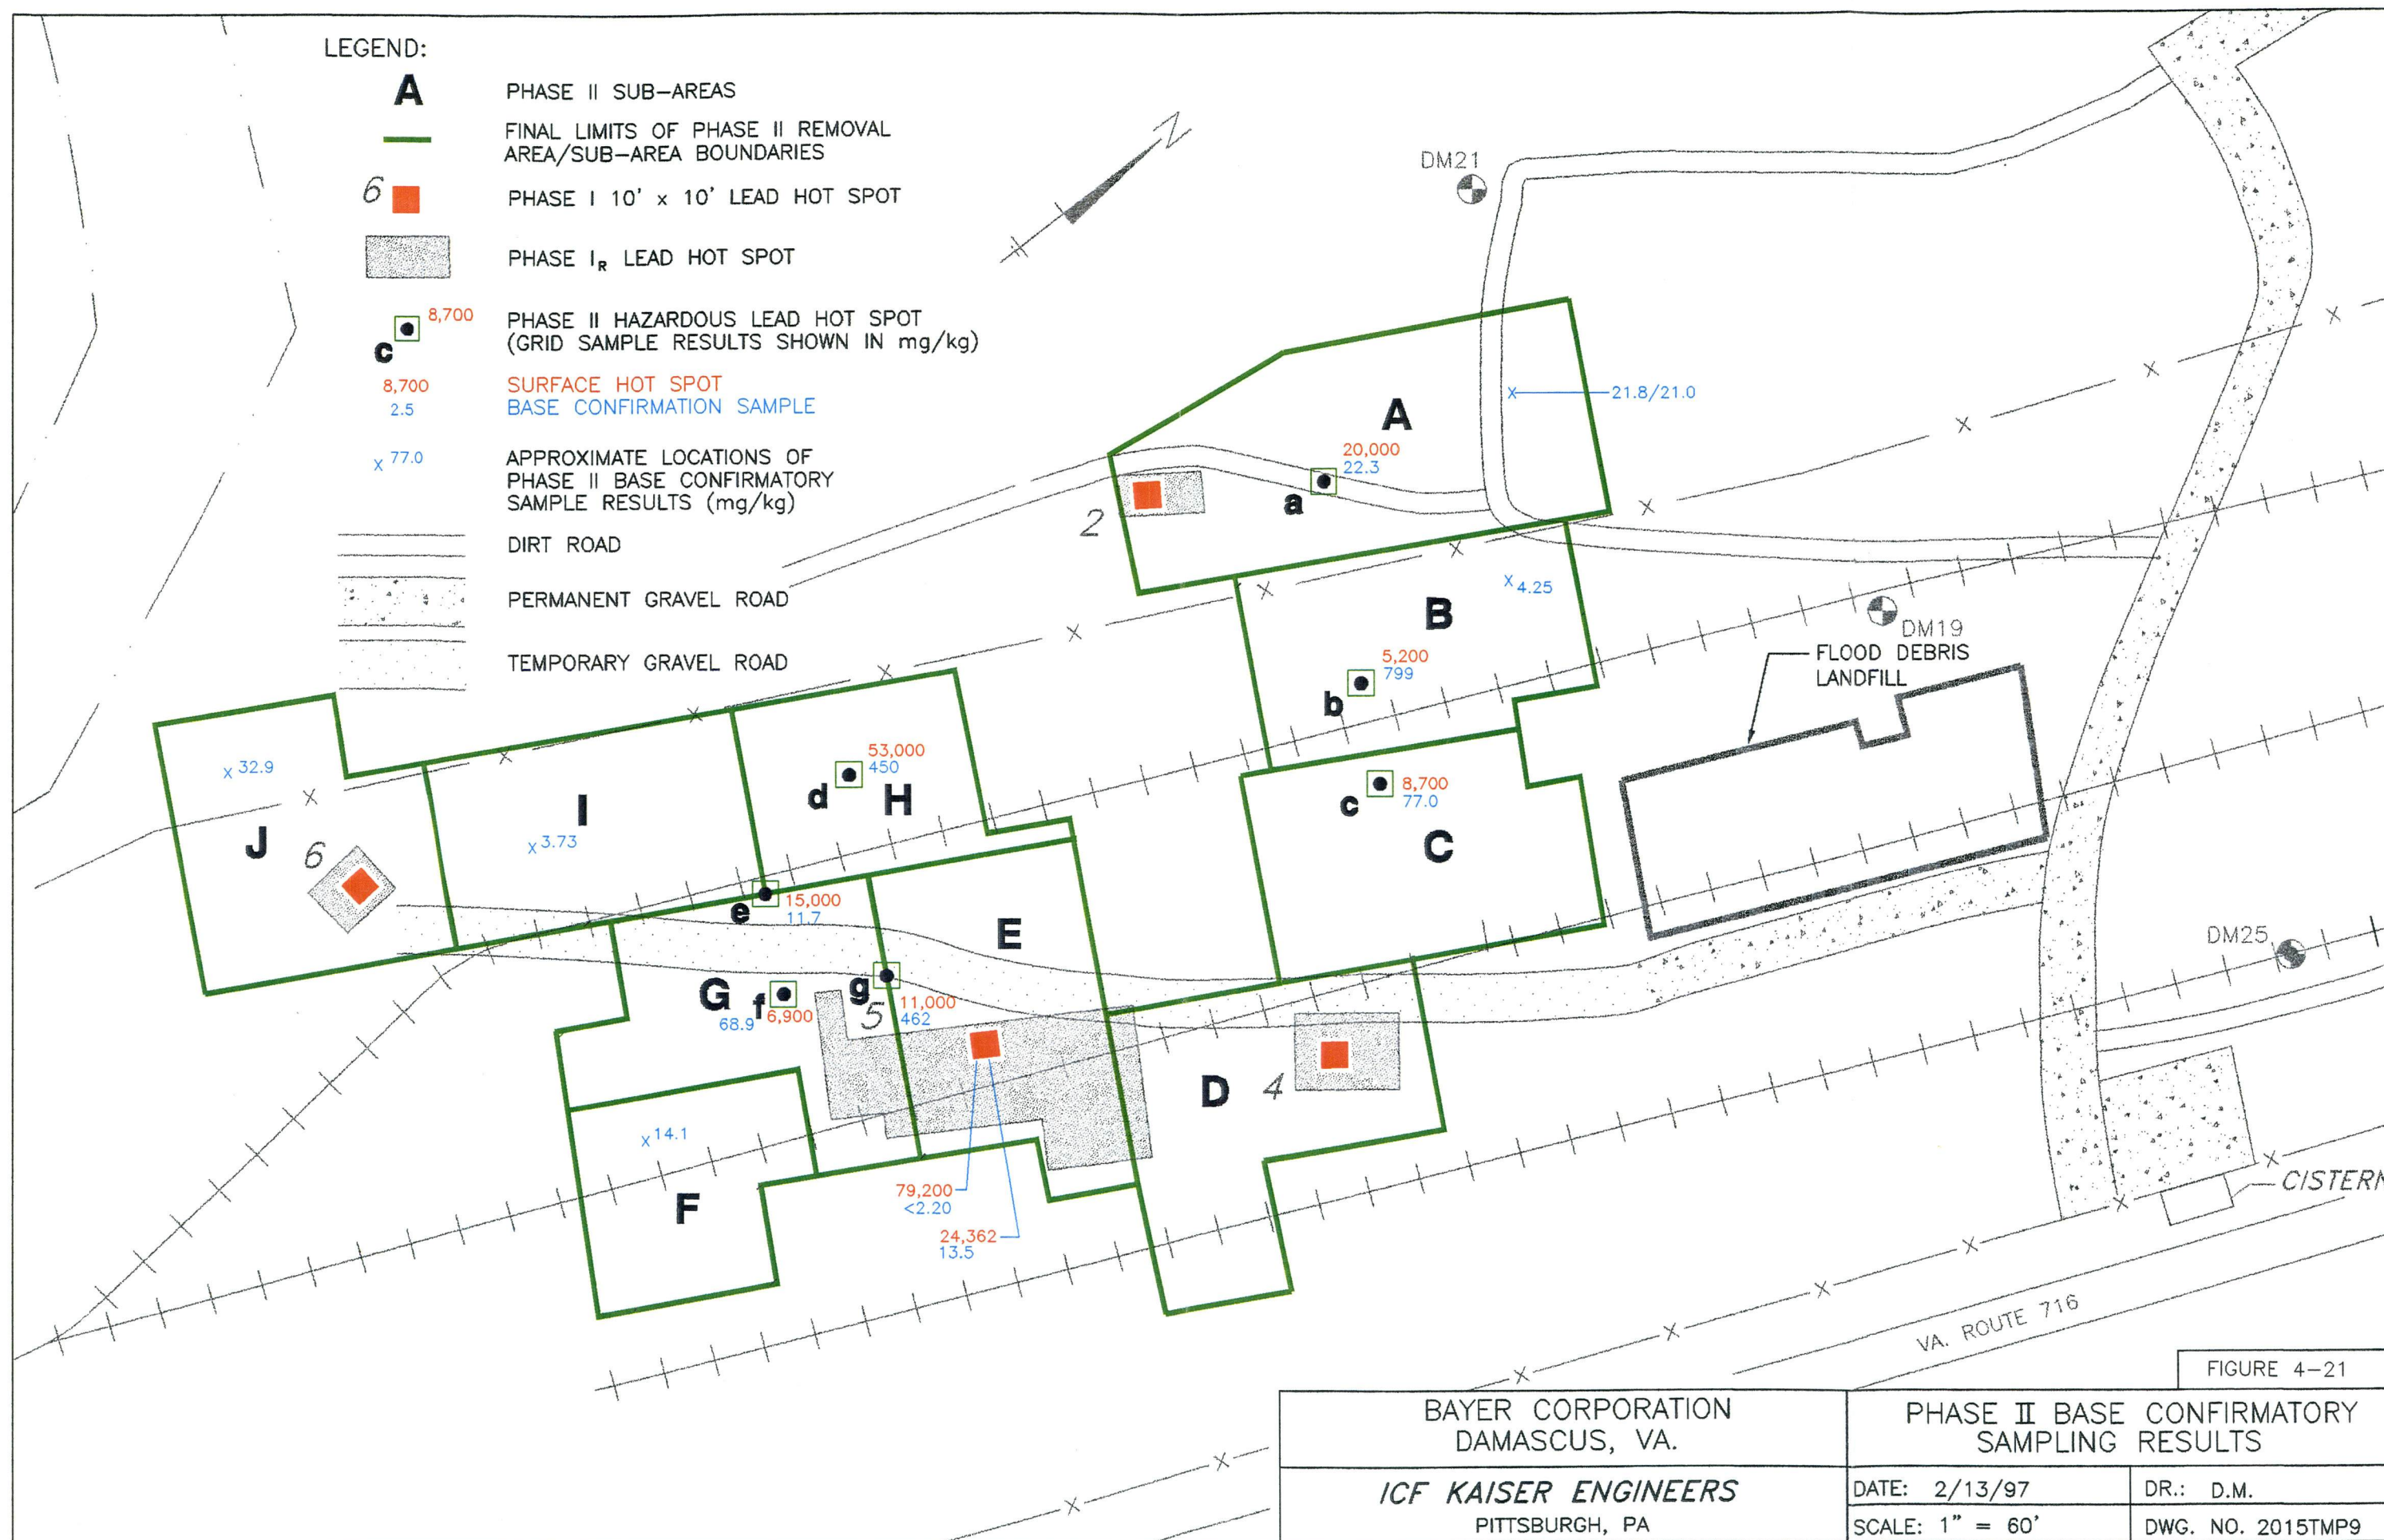 LEGEND:
A
PHASE II SUB-AREAS
FINAL LIMITS OF PHASE II REMOVAL
AREA/SUB-AREA BOUNDARIES
6
PHASE I 10' x 10' LEAD HOT SPOT
PHASE IR LEAD HOT SPOT
8,700
c
PHASE II HAZARDOUS LEAD HOT SPOT
(GRID SAMPLE RESULTS SHOWN IN mg/kg)
8,700
SURFACE HOT SPOT
2.5
BASE CONFIRMATION SAMPLE
x 77.0
APPROXIMATE LOCATIONS OF
PHASE II BASE CONFIRMATORY
SAMPLE RESULTS (mg/kg)
DIRT ROAD
PERMANENT GRAVEL ROAD
TEMPORARY GRAVEL ROAD
N
DM21
A
x 21.8/21.0
20,000
22.3
a
2
B
x 4.25
5,200
799
b
DM19
FLOOD DEBRIS
LANDFILL
x 32.9
J
6
I
x 3.73
53,000
450
d
H
8,700
77.0
c
C
e
15,000
11.7
E
DM25
G
f
68.9
6,900
g
5
11,000
462
D
4
x 14.1
F
79,200
<2.20
24,362
13.5
CISTERN
VA. ROUTE 716
FIGURE 4-21
BAYER CORPORATION
DAMASCUS, VA.
PHASE II BASE CONFIRMATORY
SAMPLING RESULTS
ICF KAISER ENGINEERS
PITTSBURGH, PA
DATE: 2/13/97
DR.: D.M.
SCALE: 1" = 60'
DWG. NO. 2015TMP9